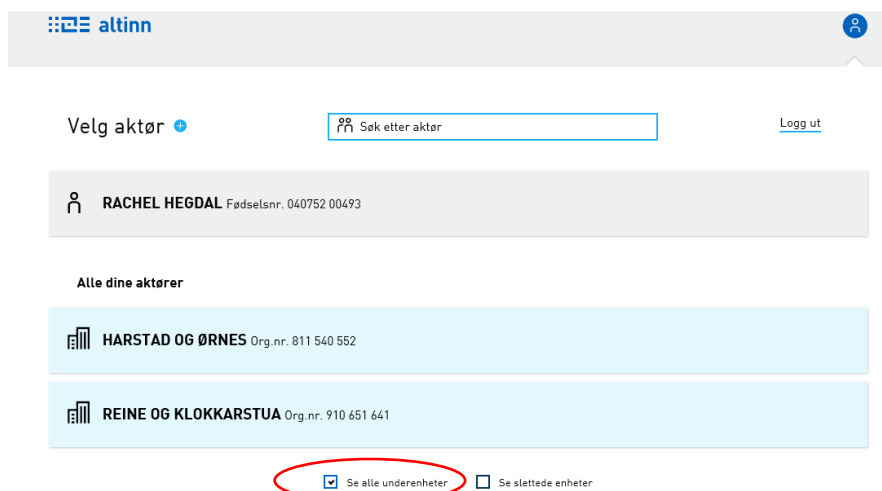 altinn
Velg aktør
Søk etter aktør
Logg ut
RACHEL HEGDAL Fødselsnr. 040752 00493
Alle dine aktører
HARSTAD OG ØRNES Org.nr. 811 540 552
REINE OG KLOKKARSTUA Org.nr. 910 651 641
Se alle underenheter Se slettede enheter